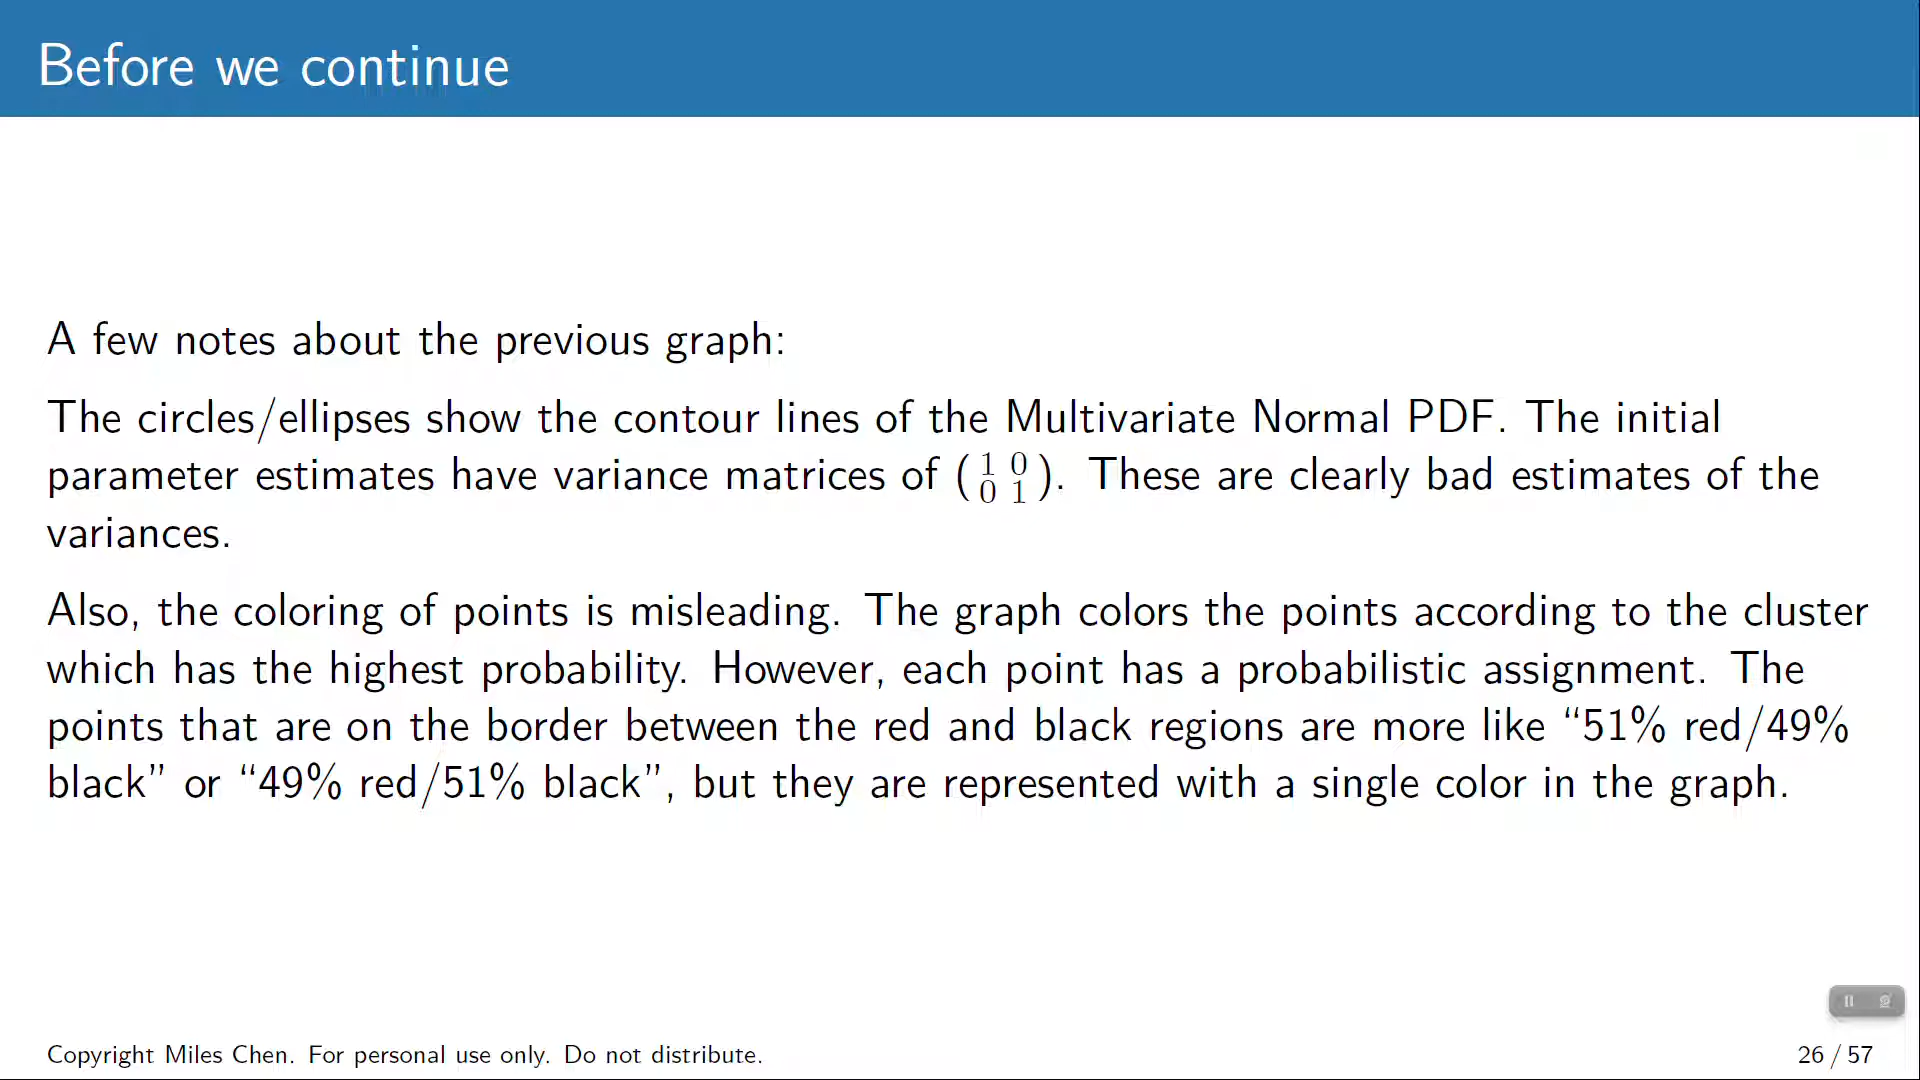 Before we continue
A few notes about the previous graph:
The circles/ellipses show the contour lines of the Multivariate Normal PDF. The initial
parameter estimates have variance matrices of (1 0 0 1). These are clearly bad estimates of the
variances.
Also, the coloring of points is misleading. The graph colors the points according to the cluster
which has the highest probability. However, each point has a probabilistic assignment. The
points that are on the border between the red and black regions are more like “51% red/49%
black” or “49% red/51% black”, but they are represented with a single color in the graph.
Copyright Miles Chen. For personal use only. Do not distribute.
26 / 57